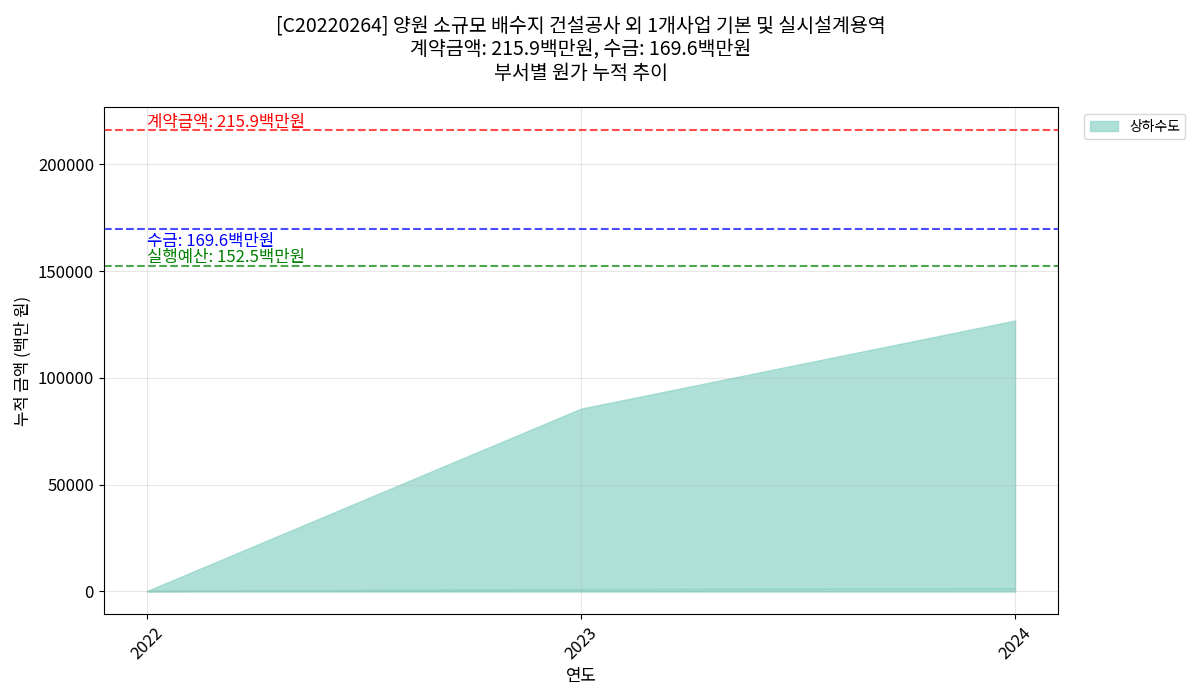 [C20220264] 양원 소규모 배수지 건설공사 외 1개사업 기본 및 실시설계용역
계약금액: 215.9백만원, 수금: 169.6백만원
부서별 원가 누적 추이
계약금액: 215.9백만원
상하수도
200000
수금: 169.6백만원
실행예산: 152.5백만원
150000
누적 금액 (백만 원)
100000
50000
0
2022
2023
2024
연도